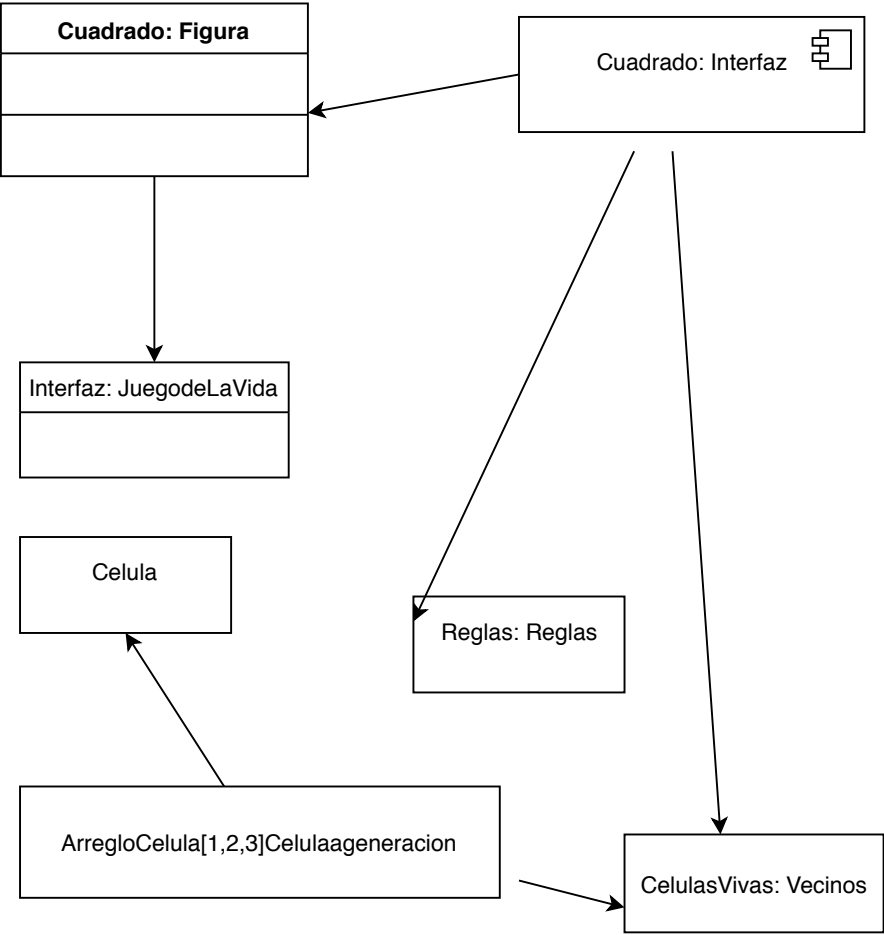 Cuadrado: Figura
Cuadrado: Interfaz
Interfaz: JuegodeLaVida
Celula
Reglas: Reglas
ArregloCelula[1,2,3]Celulaageneracion
CelulasVivas: Vecinos